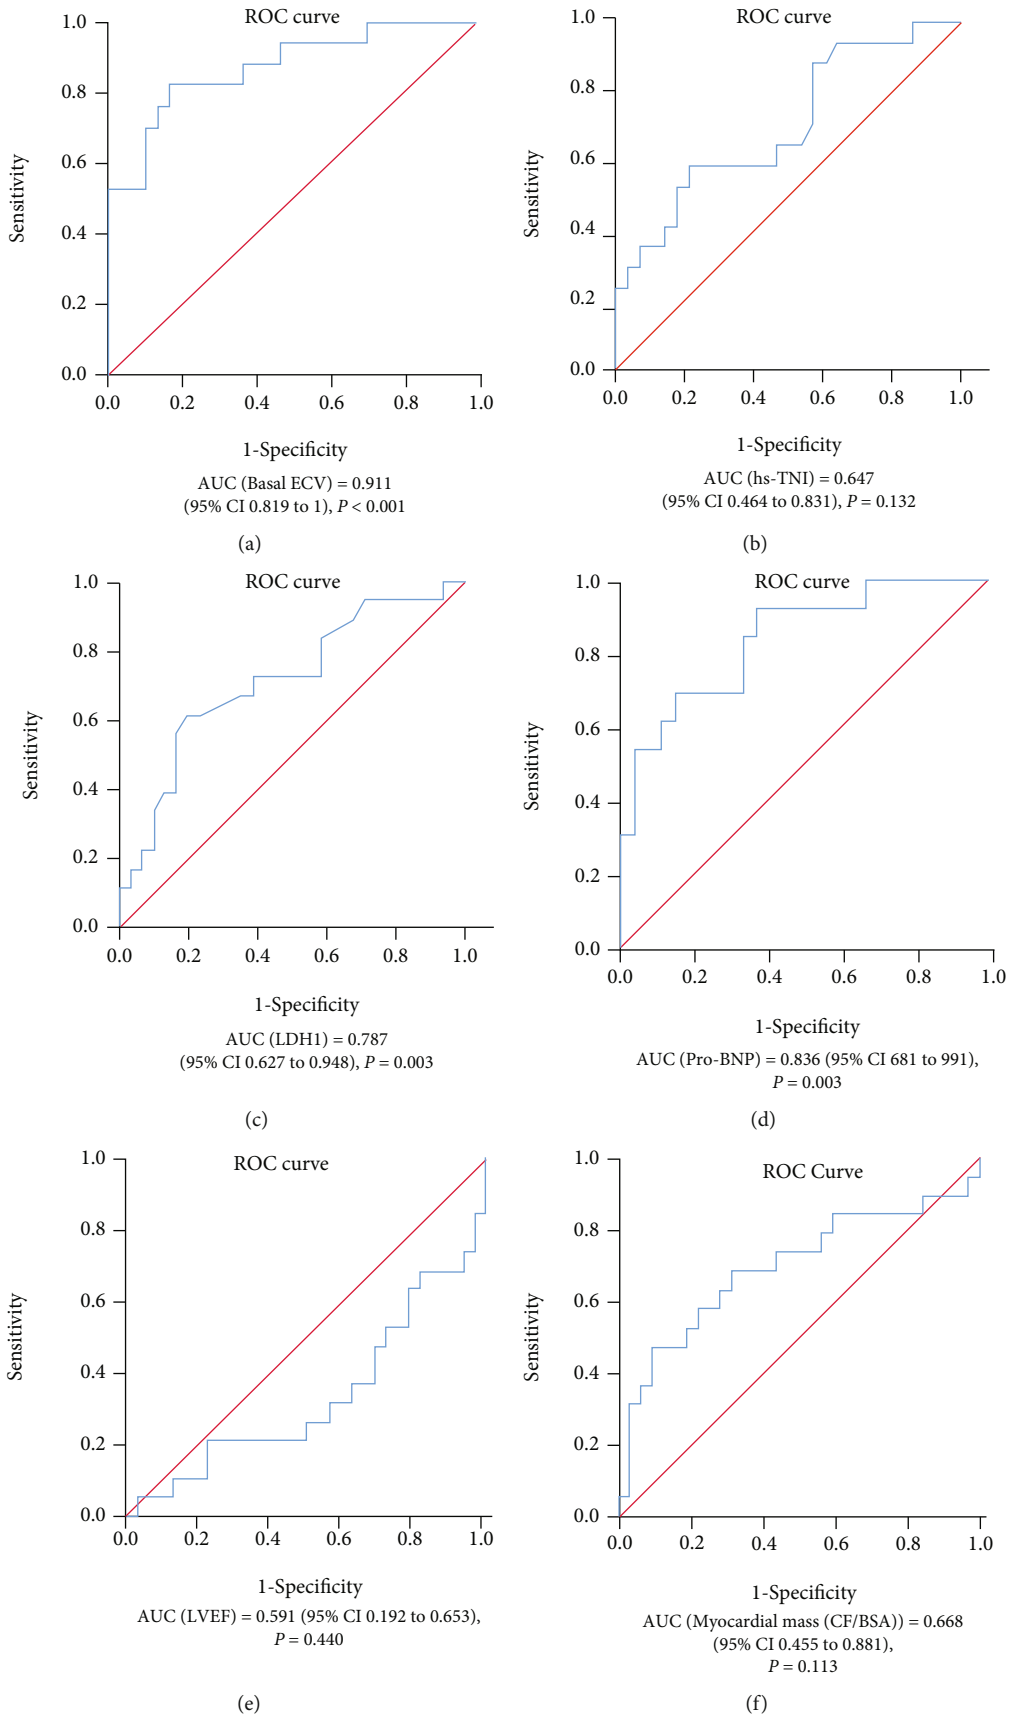 ROC curve
1.0
0.8
0.6
0.4
0.2
0.0
Sensitivity
0.0 0.2 0.4 0.6 0.8 1.0
1-Specificity
AUC (Basal ECV) = 0.911
(95% CI 0.819 to 1), P < 0.001
(a)
ROC curve
1.0
0.8
0.6
0.4
0.2
0.0
Sensitivity
0.0 0.2 0.4 0.6 0.8 1.0
1-Specificity
AUC (hs-TNI) = 0.647
(95% CI 0.464 to 0.831), P = 0.132
(b)
ROC curve
1.0
0.8
0.6
0.4
0.2
0.0
Sensitivity
0.0 0.2 0.4 0.6 0.8 1.0
1-Specificity
AUC (LDH1) = 0.787
(95% CI 0.627 to 0.948), P = 0.003
(c)
ROC curve
1.0
0.8
0.6
0.4
0.2
0.0
Sensitivity
0.0 0.2 0.4 0.6 0.8 1.0
1-Specificity
AUC (Pro-BNP) = 0.836 (95% CI 681 to 991),
P = 0.003
(d)
ROC curve
1.0
0.8
0.6
0.4
0.2
0.0
Sensitivity
0.0 0.2 0.4 0.6 0.8 1.0
1-Specificity
AUC (LVEF) = 0.591 (95% CI 0.192 to 0.653),
P = 0.440
(e)
ROC Curve
1.0
0.8
0.6
0.4
0.2
0.0
Sensitivity
0.0 0.2 0.4 0.6 0.8 1.0
1-Specificity
AUC (Myocardial mass (CF/BSA)) = 0.668
(95% CI 0.455 to 0.881),
P = 0.113
(f)